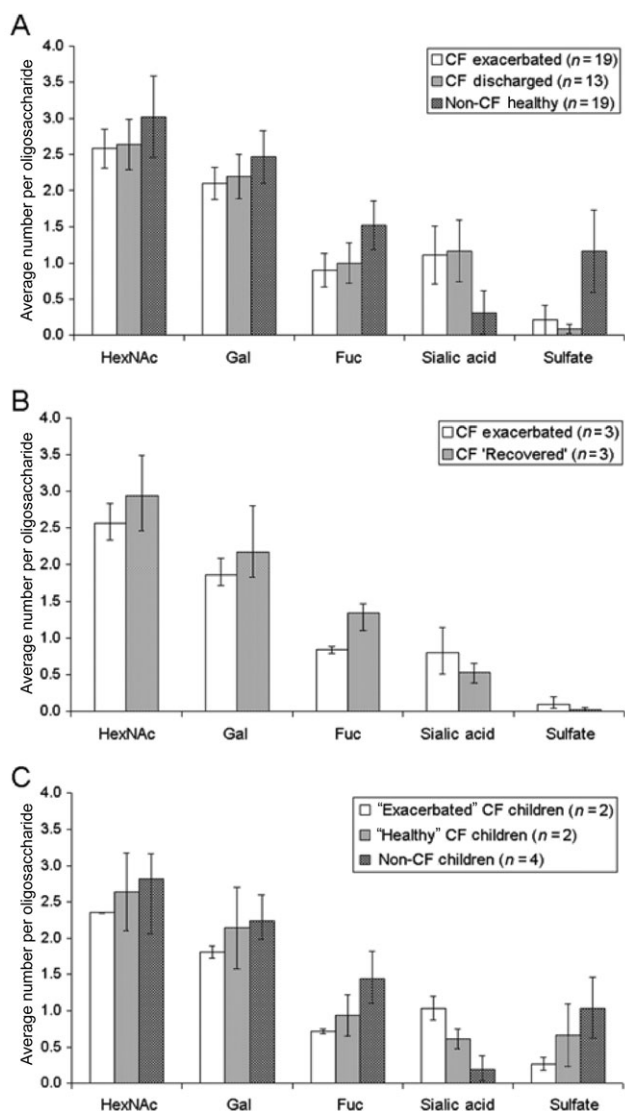 A
Average number per oligosaccharide
4.0
3.5
3.0
2.5
2.0
1.5
1.0
0.5
0.0
CF exacerbated (n = 19)
CF discharged (n = 13)
Non-CF healthy (n = 19)
HexNAc Gal Fuc Sialic acid Sulfate
B
Average number per oligosaccharide
4.0
3.5
3.0
2.5
2.0
1.5
1.0
0.5
0.0
CF exacerbated (n = 3)
CF 'Recovered' (n = 3)
HexNAc Gal Fuc Sialic acid Sulfate
C
Average number per oligosaccharide
4.0
3.5
3.0
2.5
2.0
1.5
1.0
0.5
0.0
"Exacerbated" CF children (n = 2)
"Healthy" CF children (n = 2)
Non-CF children (n = 4)
HexNAc Gal Fuc Sialic acid Sulfate